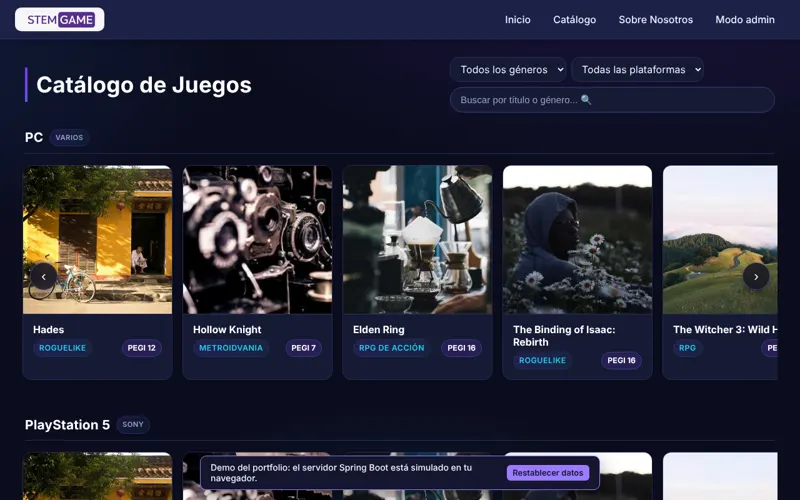 STEM GAME
Inicio
Catálogo
Sobre Nosotros
Modo admin
Catálogo de Juegos
Todos los géneros
Todas las plataformas
Buscar por título o género... 🔍
PC VARIOS
Hades
ROGUELIKE PEGI 12
Hollow Knight
METROIDVANIA PEGI 7
Elden Ring
RPG DE ACCIÓN PEGI 16
The Binding of Isaac:
Rebirth
ROGUELIKE PEGI 16
The Witcher 3: Wild H
RPG PE
PlayStation 5 SONY
Demo del portfolio: el servidor Spring Boot está simulado en tu
navegador.
Restablecer datos